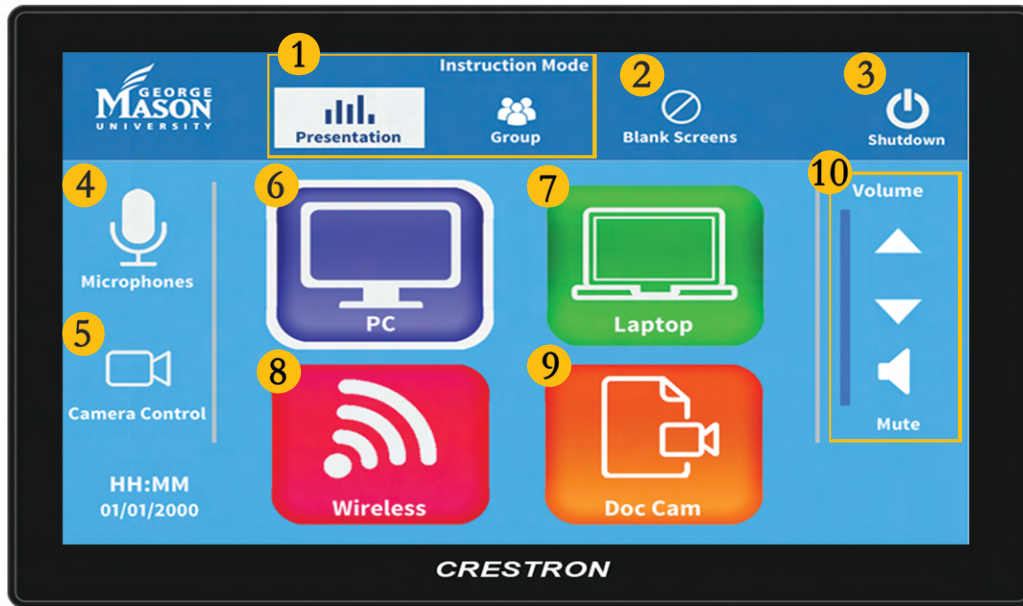 1
Instruction Mode
Presentation
Group
2
Blank Screens
3
Shutdown
GEORGE
MASON
UNIVERSITY
4
Microphones
5
Camera Control
HH:MM
01/01/2000
6
PC
7
Laptop
8
Wireless
9
Doc Cam
10
Volume
Mute
CRESTRON